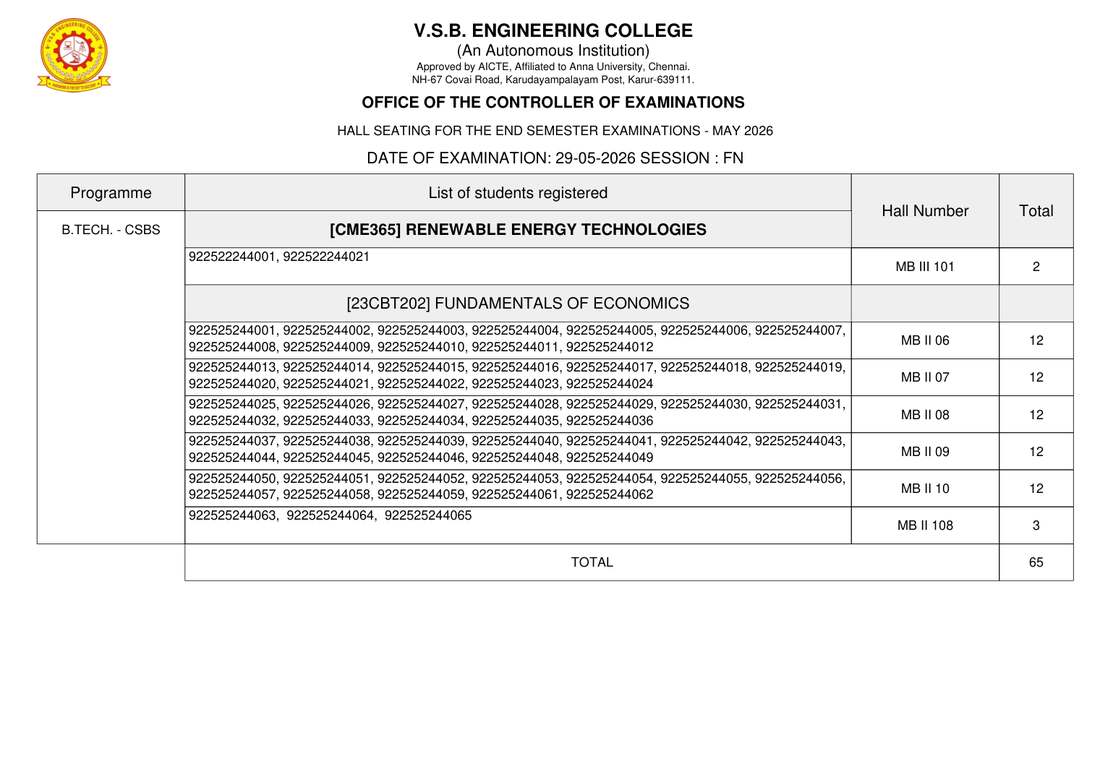 V.S.B. ENGINEERING COLLEGE
(An Autonomous Institution)
Approved by AICTE, Affiliated to Anna University, Chennai.
NH-67 Covai Road, Karudayampalayam Post, Karur-639111.
OFFICE OF THE CONTROLLER OF EXAMINATIONS
HALL SEATING FOR THE END SEMESTER EXAMINATIONS - MAY 2026
DATE OF EXAMINATION: 29-05-2026 SESSION : FN
Programme List of students registered Hall Number Total
B.TECH. - CSBS [CME365] RENEWABLE ENERGY TECHNOLOGIES
922522244001, 922522244021 MB III 101 2
[23CBT202] FUNDAMENTALS OF ECONOMICS
922525244001, 922525244002, 922525244003, 922525244004, 922525244005, 922525244006, 922525244007,
922525244008, 922525244009, 922525244010, 922525244011, 922525244012 MB II 06 12
922525244013, 922525244014, 922525244015, 922525244016, 922525244017, 922525244018, 922525244019,
922525244020, 922525244021, 922525244022, 922525244023, 922525244024 MB II 07 12
922525244025, 922525244026, 922525244027, 922525244028, 922525244029, 922525244030, 922525244031,
922525244032, 922525244033, 922525244034, 922525244035, 922525244036 MB II 08 12
922525244037, 922525244038, 922525244039, 922525244040, 922525244041, 922525244042, 922525244043,
922525244044, 922525244045, 922525244046, 922525244048, 922525244049 MB II 09 12
922525244050, 922525244051, 922525244052, 922525244053, 922525244054, 922525244055, 922525244056,
922525244057, 922525244058, 922525244059, 922525244061, 922525244062 MB II 10 12
922525244063, 922525244064, 922525244065 MB II 108 3
TOTAL 65